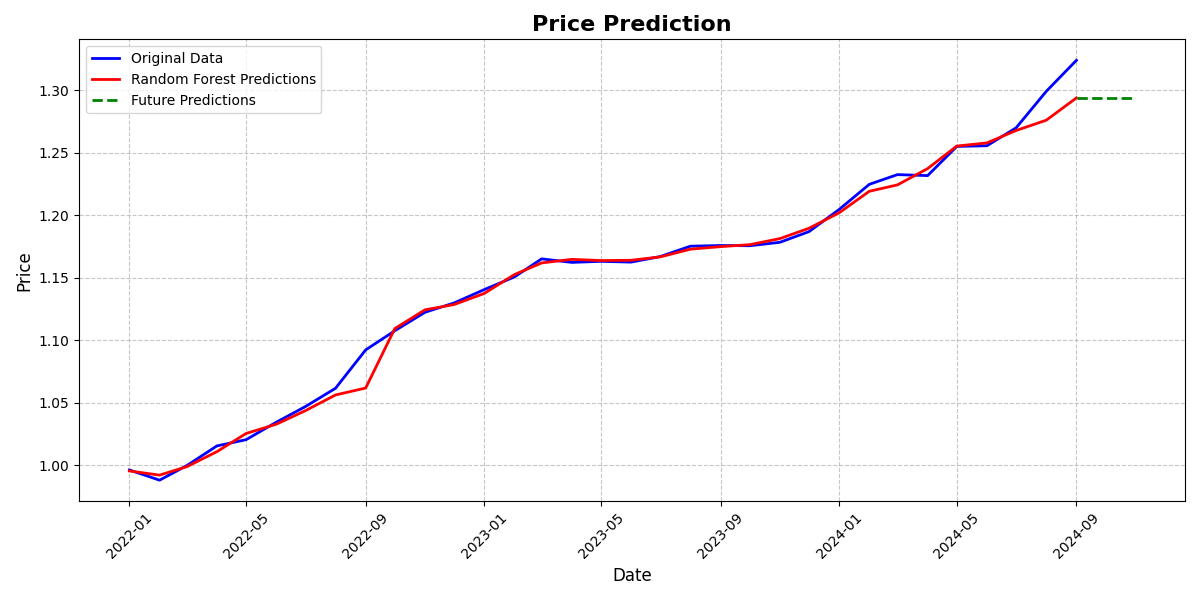 Price Prediction
Original Data
Random Forest Predictions
Future Predictions
Price
1.30
1.25
1.20
1.15
1.10
1.05
1.00
2022-01
2022-05
2022-09
2023-01
2023-05
2023-09
2024-01
2024-05
2024-09
Date